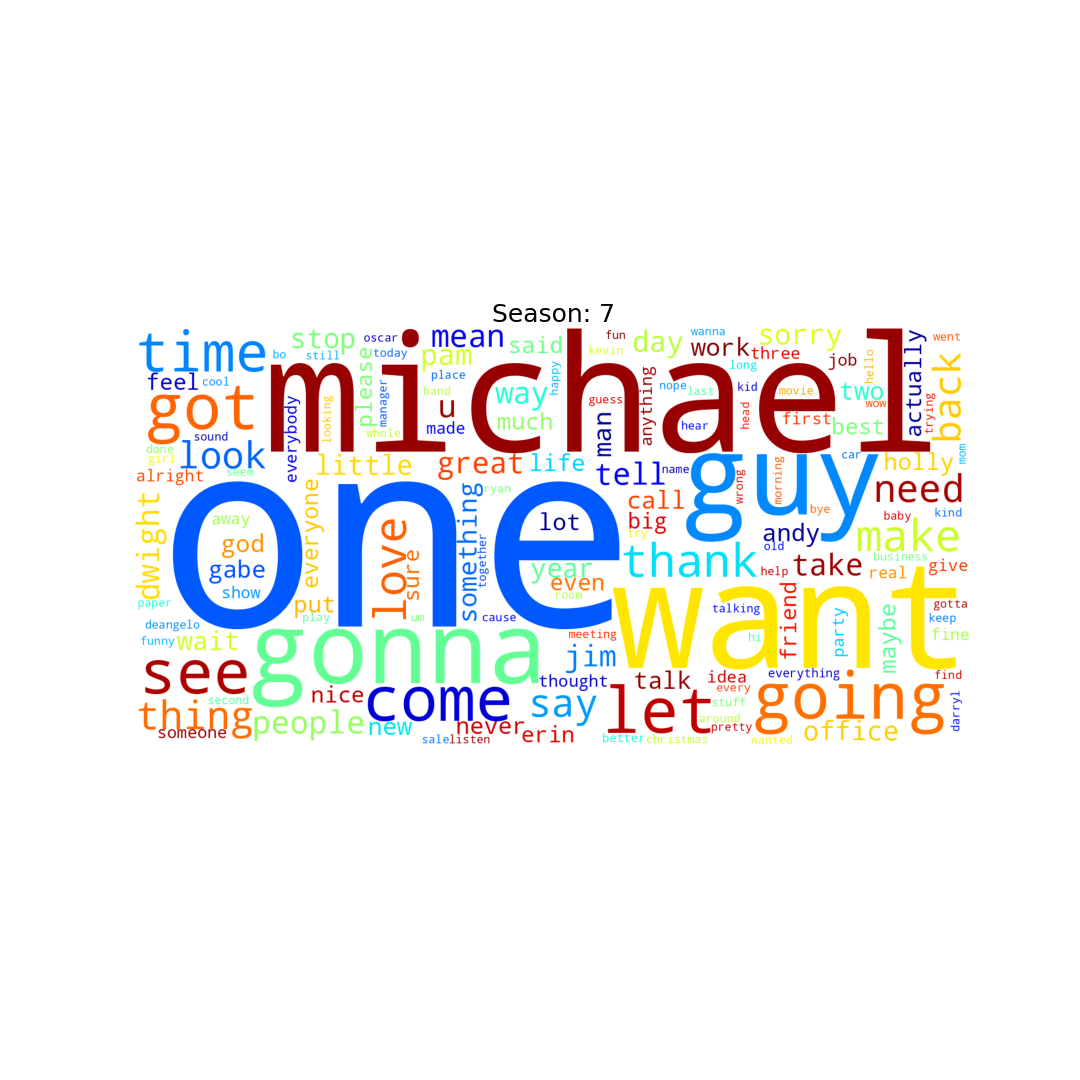 Season: 7
time
michael
stop
oscar
mean
said
fun
day
wanna
sorry
went
bo
still
today
pam
kevin
work
three
job
hello
actually
back
feel
cool
please
place
way
happy
long
nope
last
kid
movie
two
wow
trying
got
everybody
looking
manager
hand
u
made
much
man
guess
anything
hear
head
first
best
whole
sound
done
girl
look
little
great
life
tell
name
guy
car
holly
mom
alright
one
everyone
ryan
something
together
call
big
wrong
morning
bye
need
baby
kind
dwight
away
god
gabe
show
love
sure
lot
try
andy
old
make
business
thank
help
take
real
give
year
even
room
paper
put
play
um
cause
want
talking
friend
party
maybe
gotta
keep
fine
deangelo
funny
wait
gonna
meeting
hi
jim
see
second
nice
come
thought
talk
idea
every
everything
find
say
let
stuff
going
darryl
thing
someone
people
new
never
listen
sale
erin
around
pretty
better
christmas
wanted
office
seem